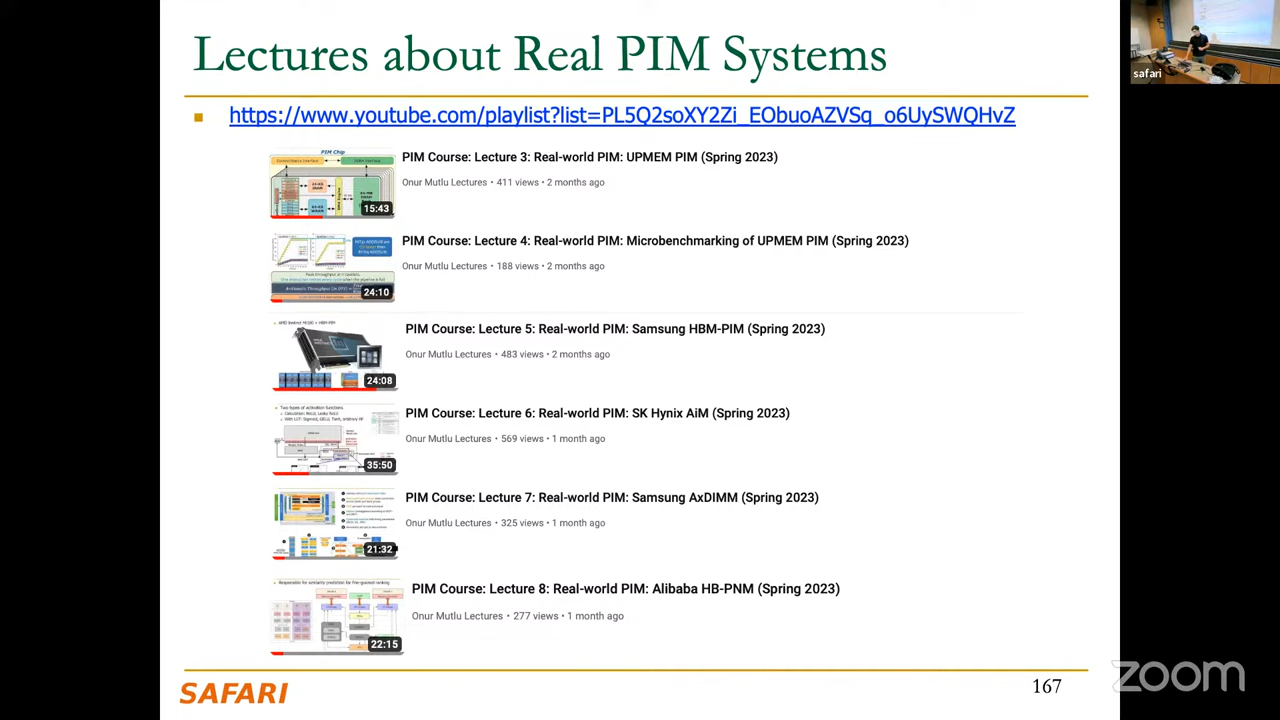 Lectures about Real PIM Systems
safari
https://www.youtube.com/playlist?list=PL5Q2soXY2Zi_EObuoAZVSq_o6UySWQHvZ
PIM Chip
15:43
PIM Course: Lecture 3: Real-world PIM: UPMEM PIM (Spring 2023)
Onur Mutlu Lectures • 411 views • 2 months ago
24:10
PIM Course: Lecture 4: Real-world PIM: Microbenchmarking of UPMEM PIM (Spring 2023)
Onur Mutlu Lectures • 188 views • 2 months ago
24:08
PIM Course: Lecture 5: Real-world PIM: Samsung HBM-PIM (Spring 2023)
Onur Mutlu Lectures • 483 views • 2 months ago
Two types of activation functions
35:50
PIM Course: Lecture 6: Real-world PIM: SK Hynix AiM (Spring 2023)
Onur Mutlu Lectures • 569 views • 1 month ago
21:32
PIM Course: Lecture 7: Real-world PIM: Samsung AxDIMM (Spring 2023)
Onur Mutlu Lectures • 325 views • 1 month ago
22:15
PIM Course: Lecture 8: Real-world PIM: Alibaba HB-PNM (Spring 2023)
Onur Mutlu Lectures • 277 views • 1 month ago
SAFARI
167
zoom